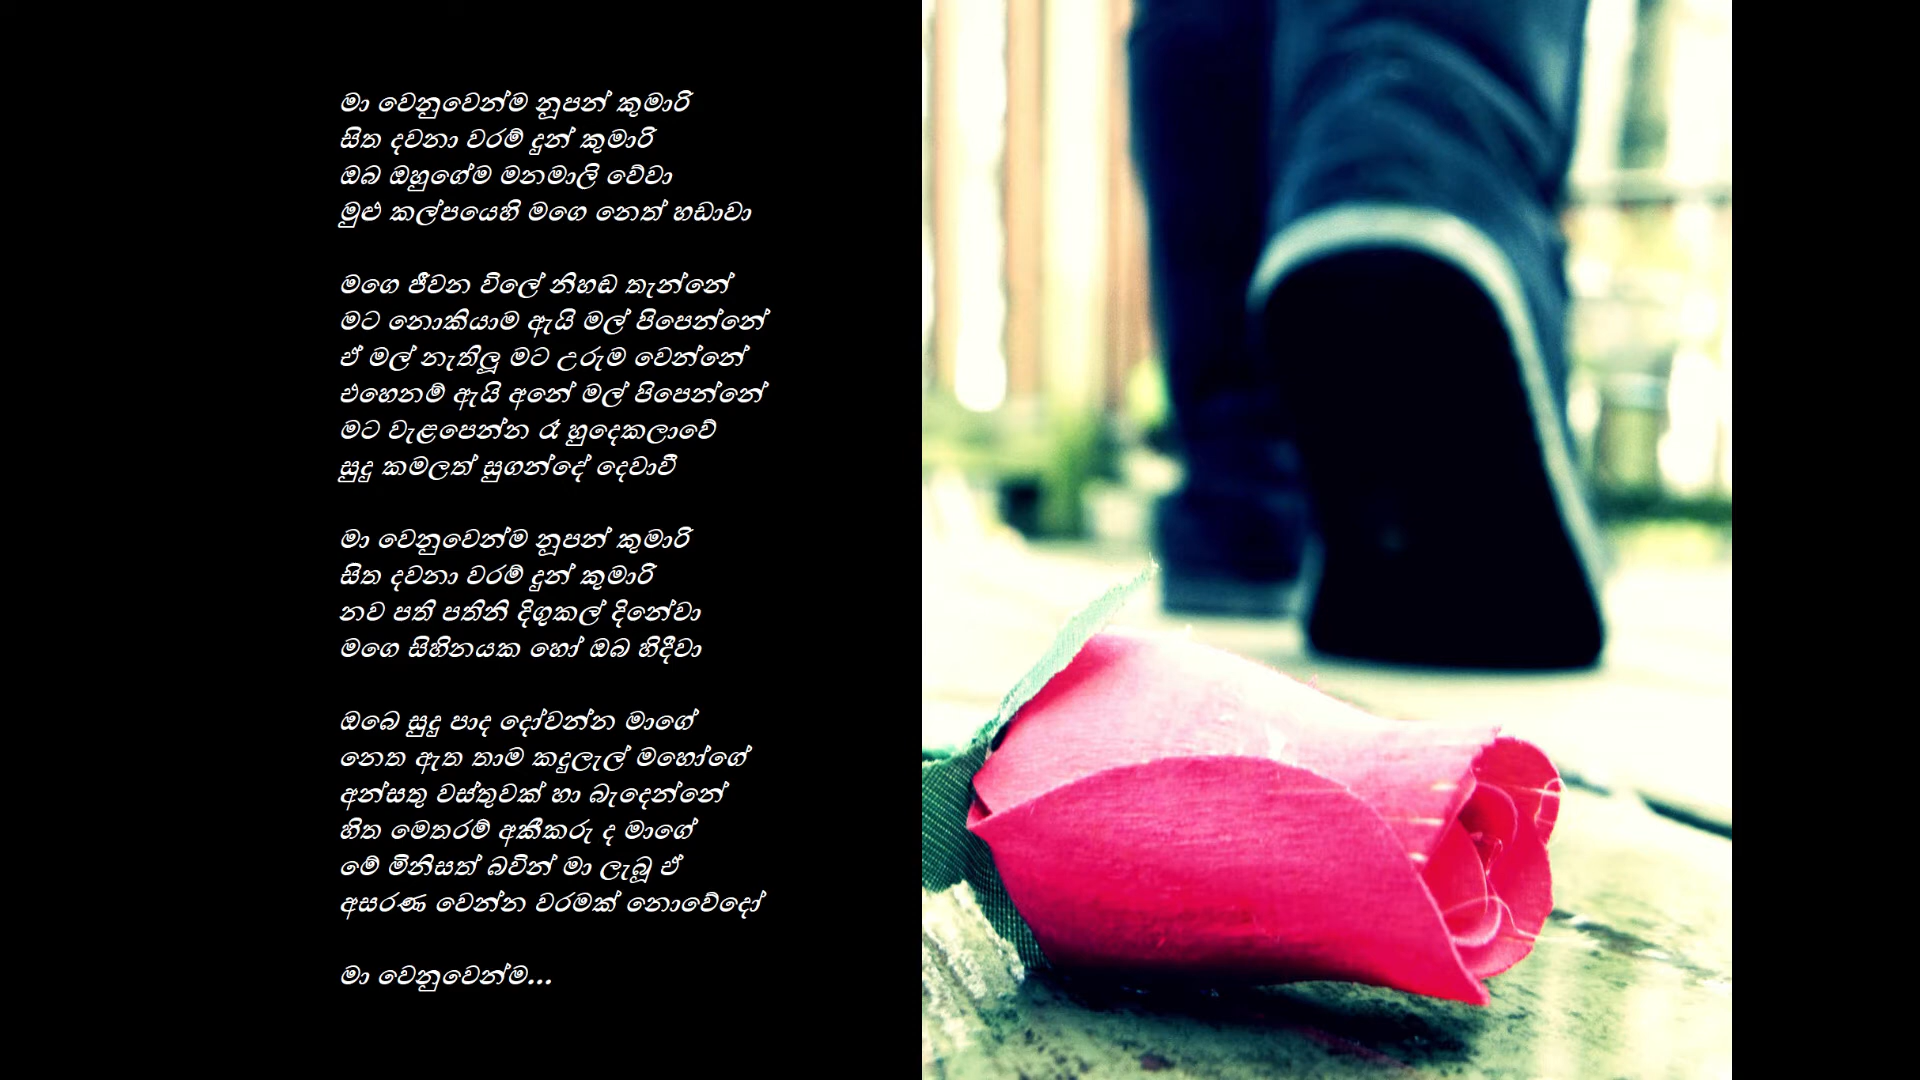 මා වෙනුවෙන්ම නූපන් කුමාරි
සිත දවනා වරම් දුන් කුමාරි
ඔබ ඔහුගේම මනමාලි වේවා
මුළු කල්පයෙහි මගෙ නෙත් හඩාවා
මගෙ ජීවන විලේ නිහඬ තැන්නේ
මට නොකියාම ඇයි මල් පිපෙන්නේ
ඒ මල් නැතිලූ මට උරුම වෙන්නේ
එහෙනම් ඇයි අනේ මල් පිපෙන්නේ
මට වැළපෙන්න රෑ හුදෙකලාවේ
සුදු කමලත් සුගන්දේ දෙවාවී
මා වෙනුවෙන්ම නූපන් කුමාරි
සිත දවනා වරම් දුන් කුමාරි
නව පති පතිනි දිගුකල් දිනේවා
මගෙ සිහිනයක හෝ ඔබ හිදීවා
ඔබෙ සුදු පාද දෝවන්න මාගේ
නෙත ඇත තාම කදුලැල් මහෝගේ
අන්සතු වස්තුවක් හා බැදෙන්නේ
හිත මෙතරම් අකීකරු ද මාගේ
මේ මිනිසත් බවින් මා ලැබූ ඒ
අසරණ වෙන්න වරමක් නොවේදෝ
මා වෙනුවෙන්ම...